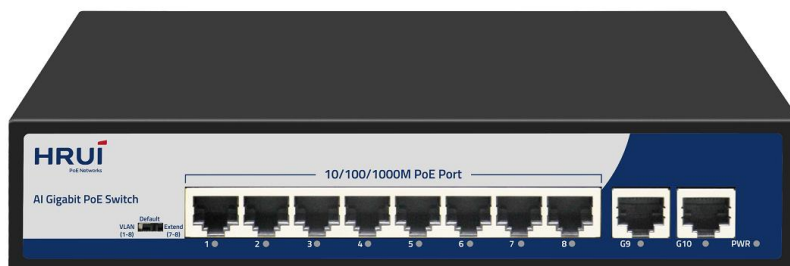 HRUI
PoE Networks
10/100/1000M PoE Port
AI Gigabit PoE Switch
Default
VLAN Extend
(1-8) (7-8)
1 2 3 4 5 6 7 8 G9 G10 PWR